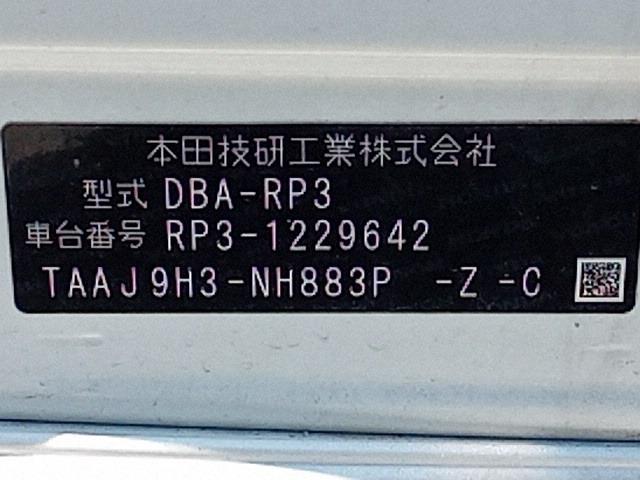 本田技研工業株式会社
型式 DBA-RP3
車台番号 RP3-1229642
TAAJ9H3-NH883P -Z -C